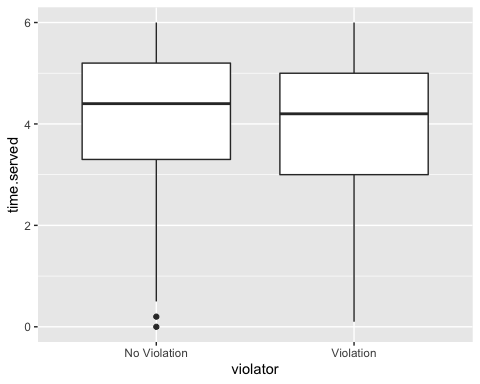 time.served
6
4
2
0
No Violation
Violation
violator